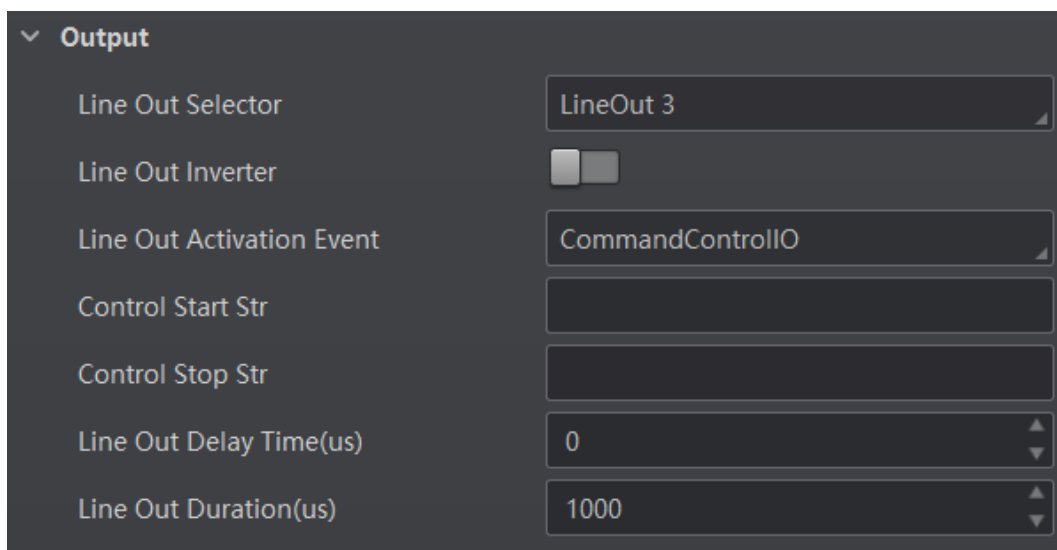 Output
Line Out Selector LineOut 3
Line Out Inverter
Line Out Activation Event CommandControlIO
Control Start Str
Control Stop Str
Line Out Delay Time(us) 0
Line Out Duration(us) 1000